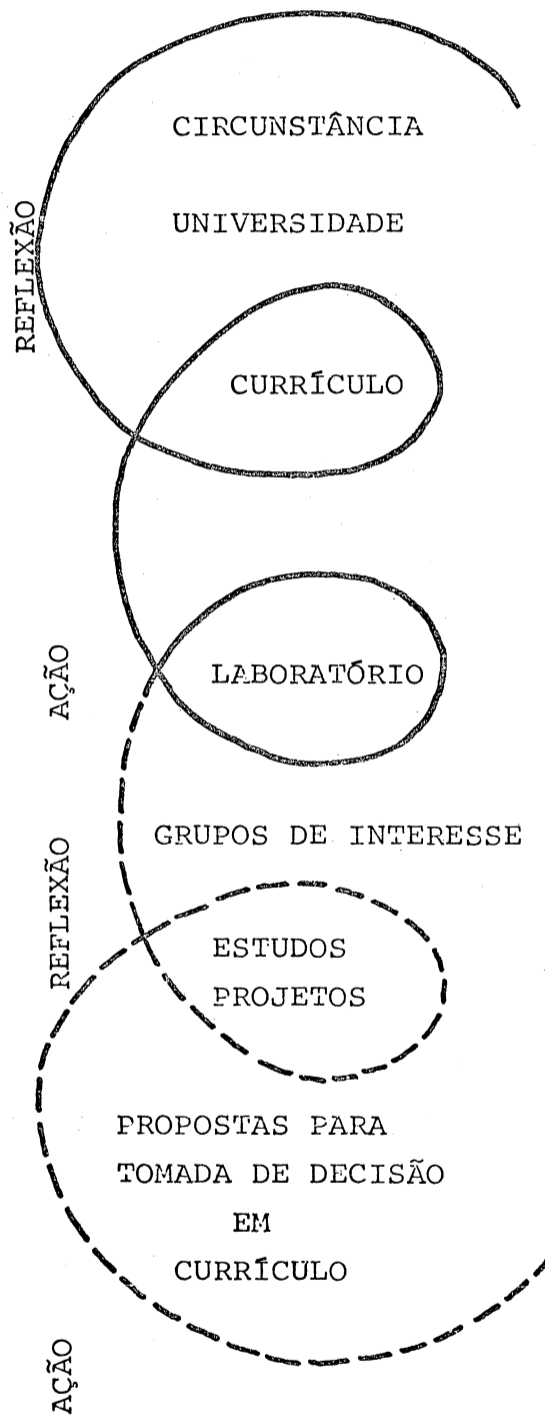 CIRCUNSTÂNCIA
UNIVERSIDADE
REFLEXÃO
CURRÍCULO
AÇÃO
LABORATÓRIO
GRUPOS DE INTERESSE
REFLEXÃO
ESTUDOS
PROJETOS
PROPOSTAS PARA
TOMADA DE DECISÃO
EM
CURRÍCULO
AÇÃO